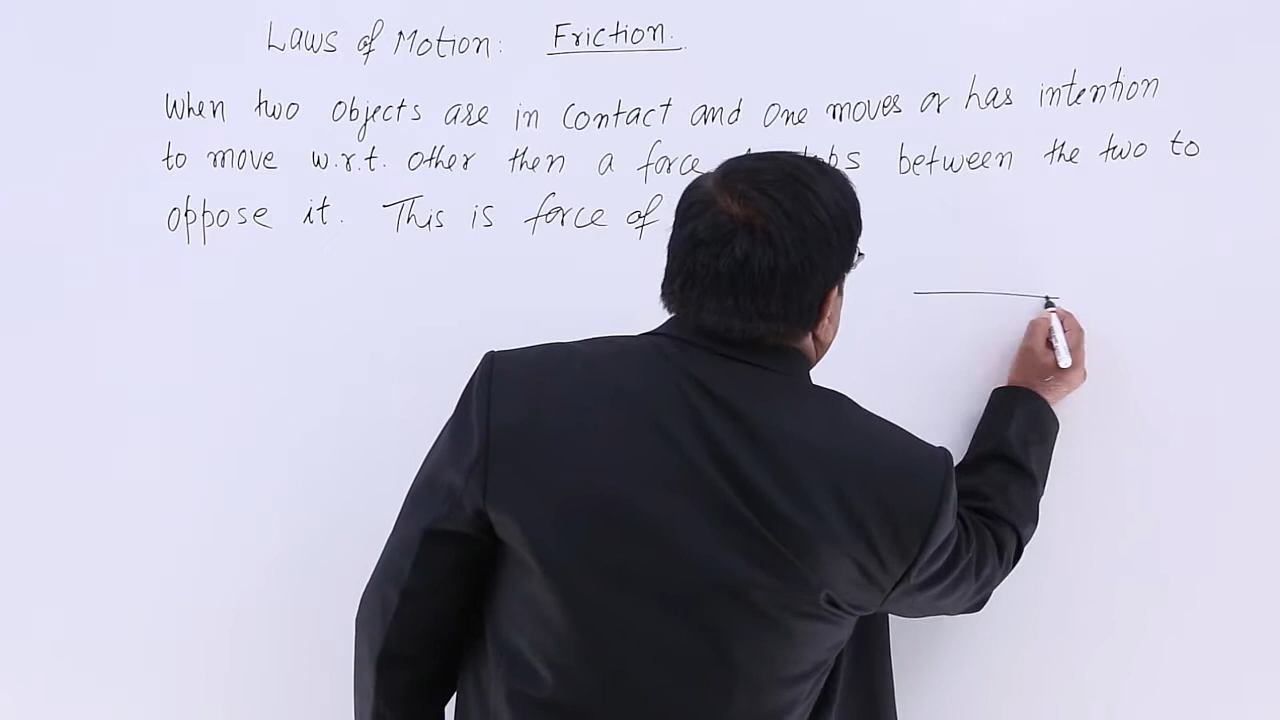 Laws of Motion: Friction.
When two objects are in contact and one moves or has intention
to move w.r.t. other then a force between the two to
oppose it. This is force of